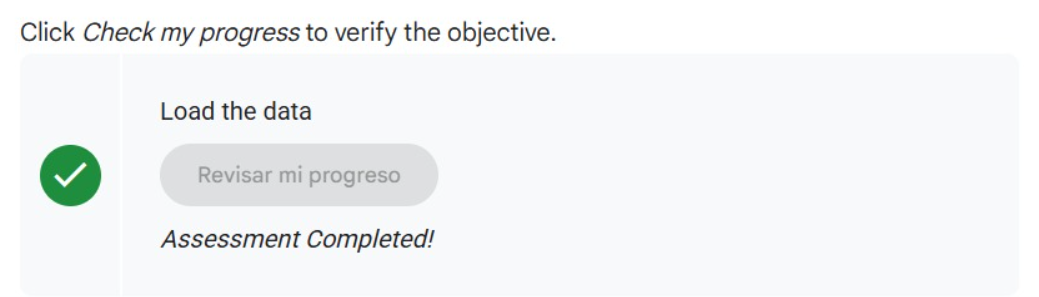 Click Check my progress to verify the objective.
Load the data
Revisar mi progreso
Assessment Completed!